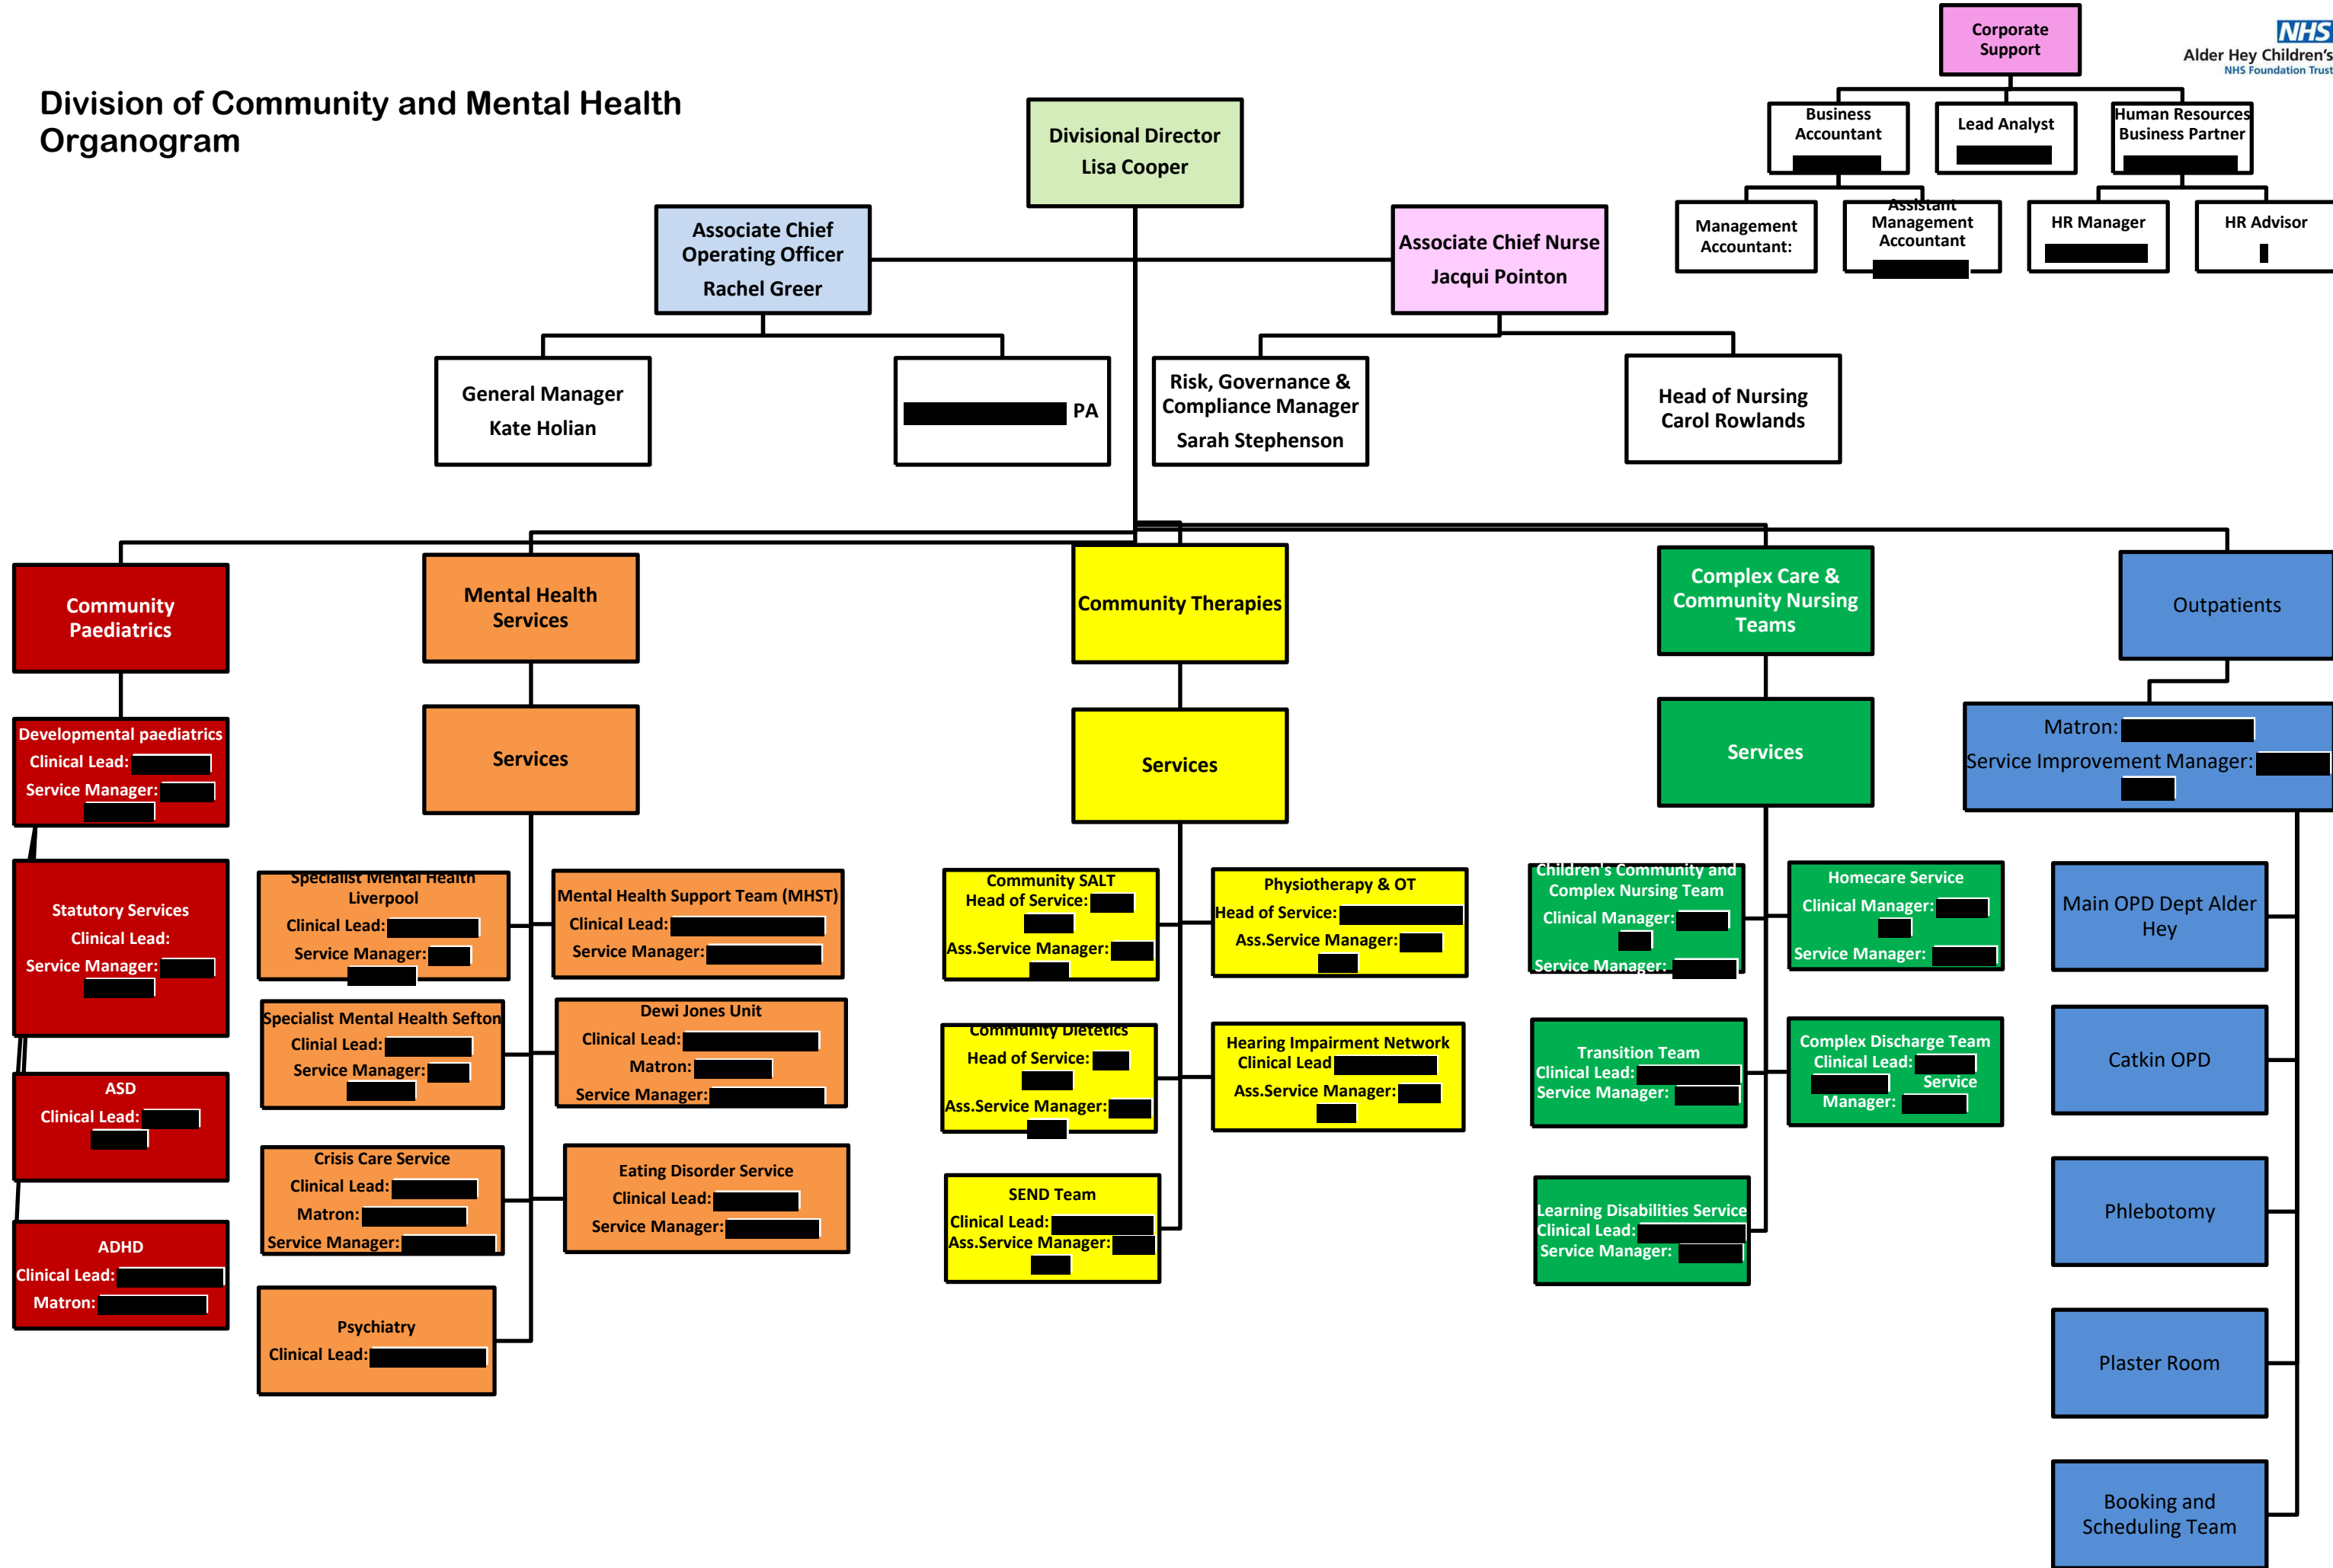 Division of Community and Mental Health
Organogram
NHS
Alder Hey Children's
NHS Foundation Trust
Corporate
Support
Business
Accountant
Lead Analyst
Human Resources
Business Partner
Management
Accountant:
Assistant
Management
Accountant
HR Manager
HR Advisor
Divisional Director
Lisa Cooper
Associate Chief
Operating Officer
Rachel Greer
Associate Chief Nurse
Jacqui Pointon
General Manager
Kate Holian
PA
Risk, Governance &
Compliance Manager
Sarah Stephenson
Head of Nursing
Carol Rowlands
Community
Paediatrics
Developmental paediatrics
Clinical Lead:
Service Manager:
Statutory Services
Clinical Lead:
Service Manager:
ASD
Clinical Lead:
ADHD
Clinical Lead:
Matron:
Mental Health
Services
Services
Specialist Mental Health
Liverpool
Clinical Lead:
Service Manager:
Mental Health Support Team (MHST)
Clinical Lead:
Service Manager:
Specialist Mental Health Sefton
Clinial Lead:
Service Manager:
Dewi Jones Unit
Clinical Lead:
Matron:
Service Manager:
Crisis Care Service
Clinical Lead:
Matron:
Service Manager:
Eating Disorder Service
Clinical Lead:
Service Manager:
Psychiatry
Clinical Lead:
Community Therapies
Services
Community SALT
Head of Service:
Ass.Service Manager:
Physiotherapy & OT
Head of Service:
Ass.Service Manager:
Community Dietetics
Head of Service:
Ass.Service Manager:
Hearing Impairment Network
Clinical Lead
Ass.Service Manager:
SEND Team
Clinical Lead:
Ass.Service Manager:
Complex Care &
Community Nursing
Teams
Services
Children's Community and
Complex Nursing Team
Clinical Manager:
Service Manager:
Homecare Service
Clinical Manager:
Service Manager:
Transition Team
Clinical Lead:
Service Manager:
Complex Discharge Team
Clinical Lead:
Service
Manager:
Learning Disabilities Service
Clinical Lead:
Service Manager:
Outpatients
Matron:
Service Improvement Manager:
Main OPD Dept Alder
Hey
Catkin OPD
Phlebotomy
Plaster Room
Booking and
Scheduling Team